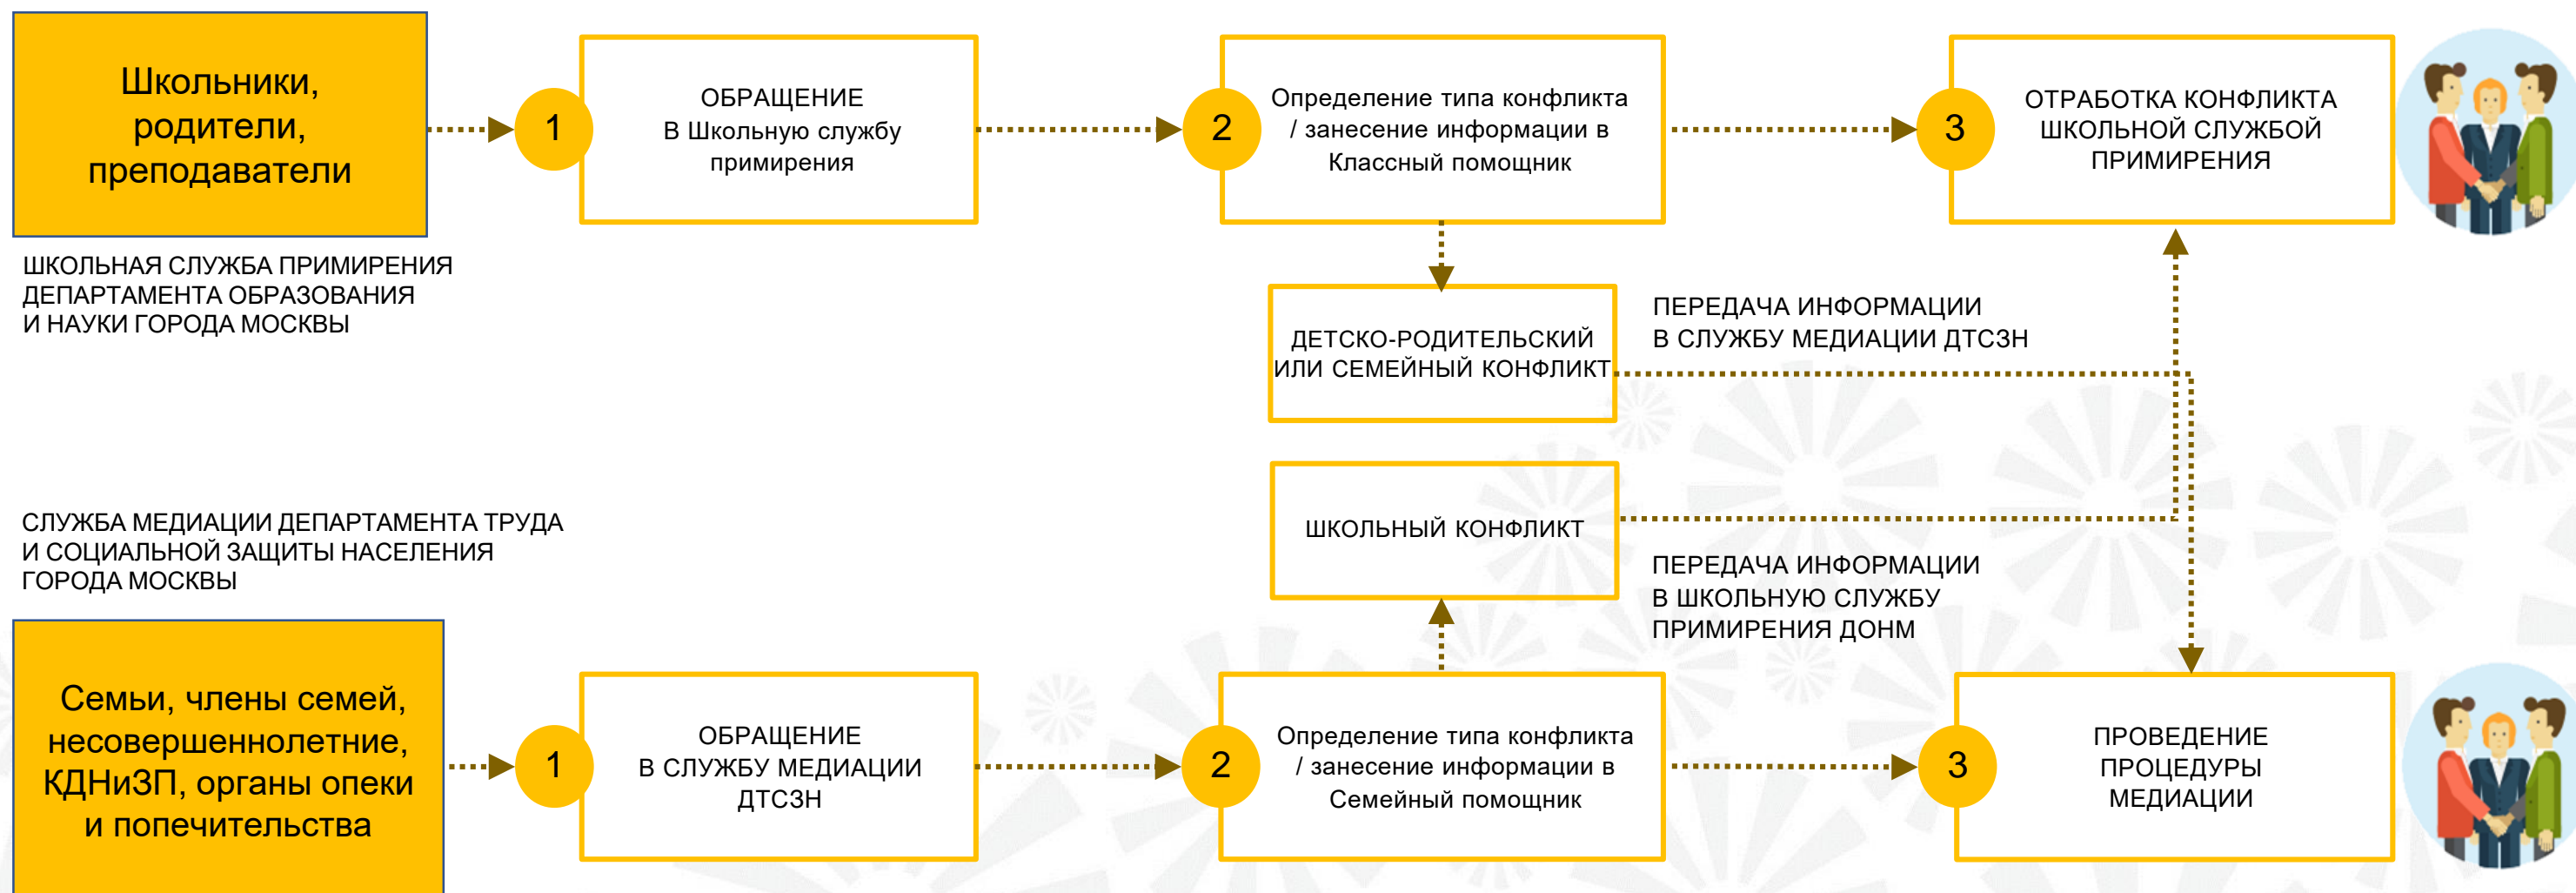 Школьники,
родители,
преподаватели
1
ОБРАЩЕНИЕ
В Школьную службу
примирения
2
Определение типа конфликта
/ занесение информации в
Классный помощник
3
ОТРАБОТКА КОНФЛИКТА
ШКОЛЬНОЙ СЛУЖБОЙ
ПРИМИРЕНИЯ
ШКОЛЬНАЯ СЛУЖБА ПРИМИРЕНИЯ
ДЕПАРТАМЕНТА ОБРАЗОВАНИЯ
И НАУКИ ГОРОДА МОСКВЫ
ДЕТСКО-РОДИТЕЛЬСКИЙ
ИЛИ СЕМЕЙНЫЙ КОНФЛИКТ
ПЕРЕДАЧА ИНФОРМАЦИИ
В СЛУЖБУ МЕДИАЦИИ ДТСЗН
ШКОЛЬНЫЙ КОНФЛИКТ
ПЕРЕДАЧА ИНФОРМАЦИИ
В ШКОЛЬНУЮ СЛУЖБУ
ПРИМИРЕНИЯ ДОНМ
СЛУЖБА МЕДИАЦИИ ДЕПАРТАМЕНТА ТРУДА
И СОЦИАЛЬНОЙ ЗАЩИТЫ НАСЕЛЕНИЯ
ГОРОДА МОСКВЫ
Семьи, члены семей,
несовершеннолетние,
КДНиЗП, органы опеки
и попечительства
1
ОБРАЩЕНИЕ
В СЛУЖБУ МЕДИАЦИИ
ДТСЗН
2
Определение типа конфликта
/ занесение информации в
Семейный помощник
3
ПРОВЕДЕНИЕ
ПРОЦЕДУРЫ
МЕДИАЦИИ